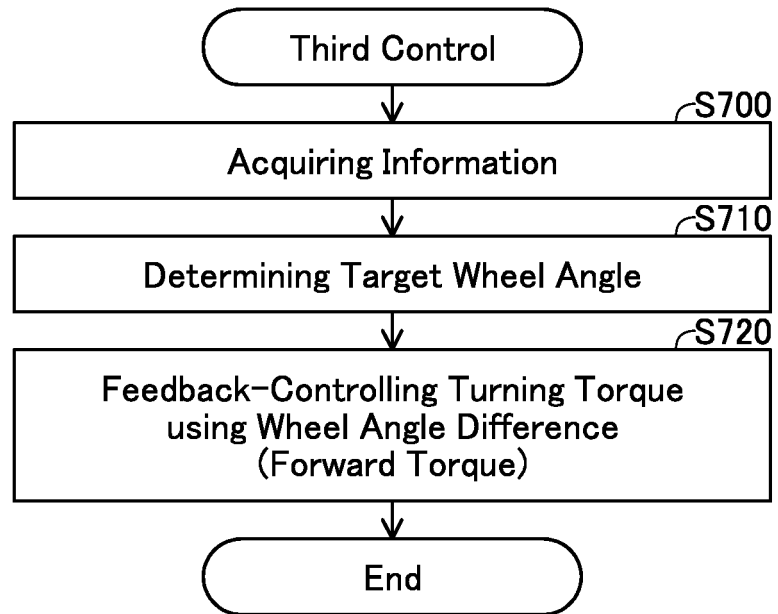 Third Control
S700
Acquiring Information
S710
Determining Target Wheel Angle
S720
Feedback-Controlling Turning Torque
using Wheel Angle Difference
(Forward Torque)
End